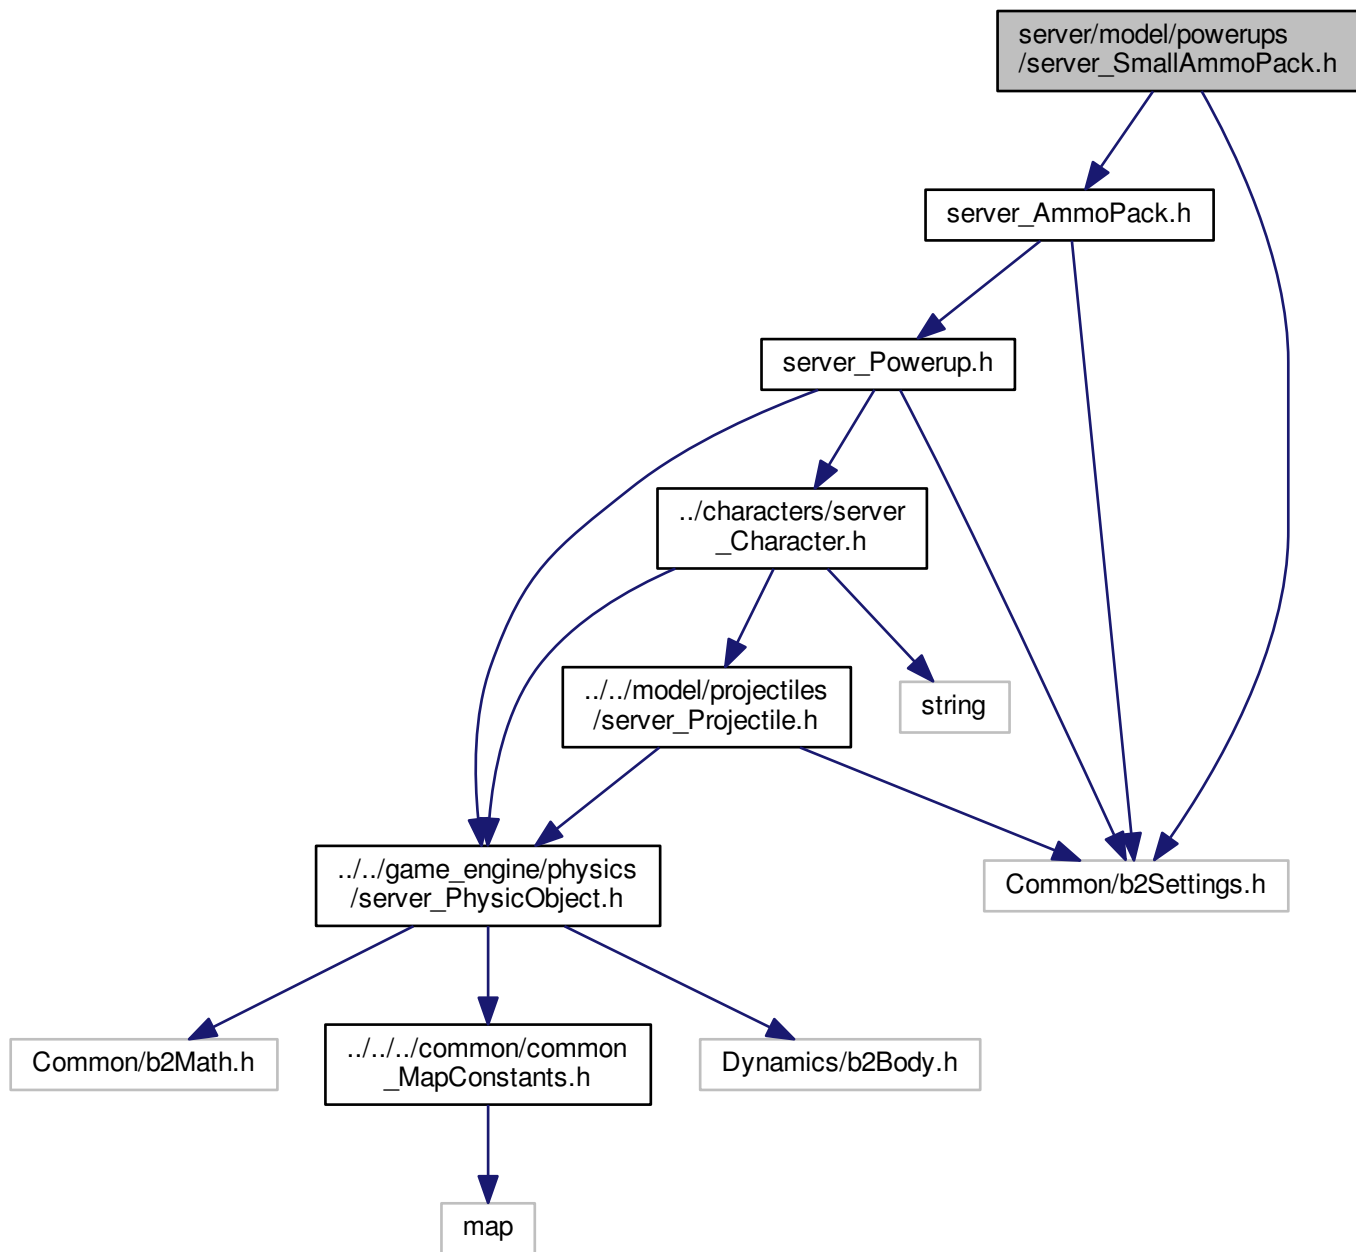 server/model/powerups
/server_SmallAmmoPack.h
server_AmmoPack.h
server_Powerup.h
../characters/server
_Character.h
../../model/projectiles
/server_Projectile.h
string
../../game_engine/physics
/server_PhysicObject.h
Common/b2Settings.h
Common/b2Math.h
../../../common/common
_MapConstants.h
Dynamics/b2Body.h
map